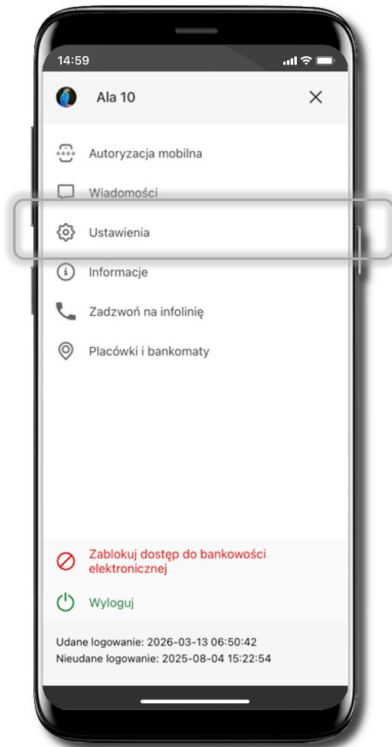 14:59
Ala 10
Autoryzacja mobilna
Wiadomości
Ustawienia
Informacje
Zadzwoń na infolinię
Placówki i bankomaty
Zablokuj dostęp do bankowości
elektronicznej
Wyloguj
Udane logowanie: 2026-03-13 06:50:42
Nieudane logowanie: 2025-08-04 15:22:54